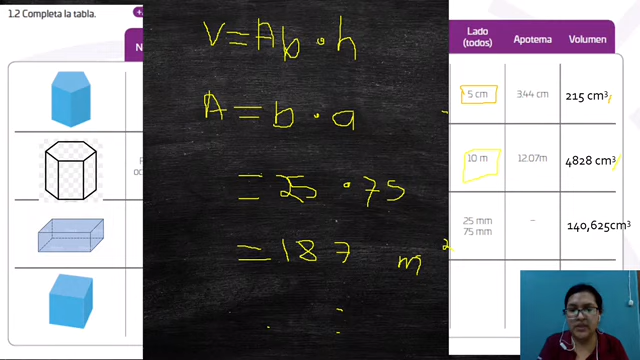 1.2 Completa la tabla.
V = Ab · h
A = b · a
= 25 · 75
= 187 m²
Lado (todos) Apotema Volumen
5 cm 3.44 cm 215 cm³
10 m 12.07m 4828 cm³
25 mm
75 mm
– 140,625cm³